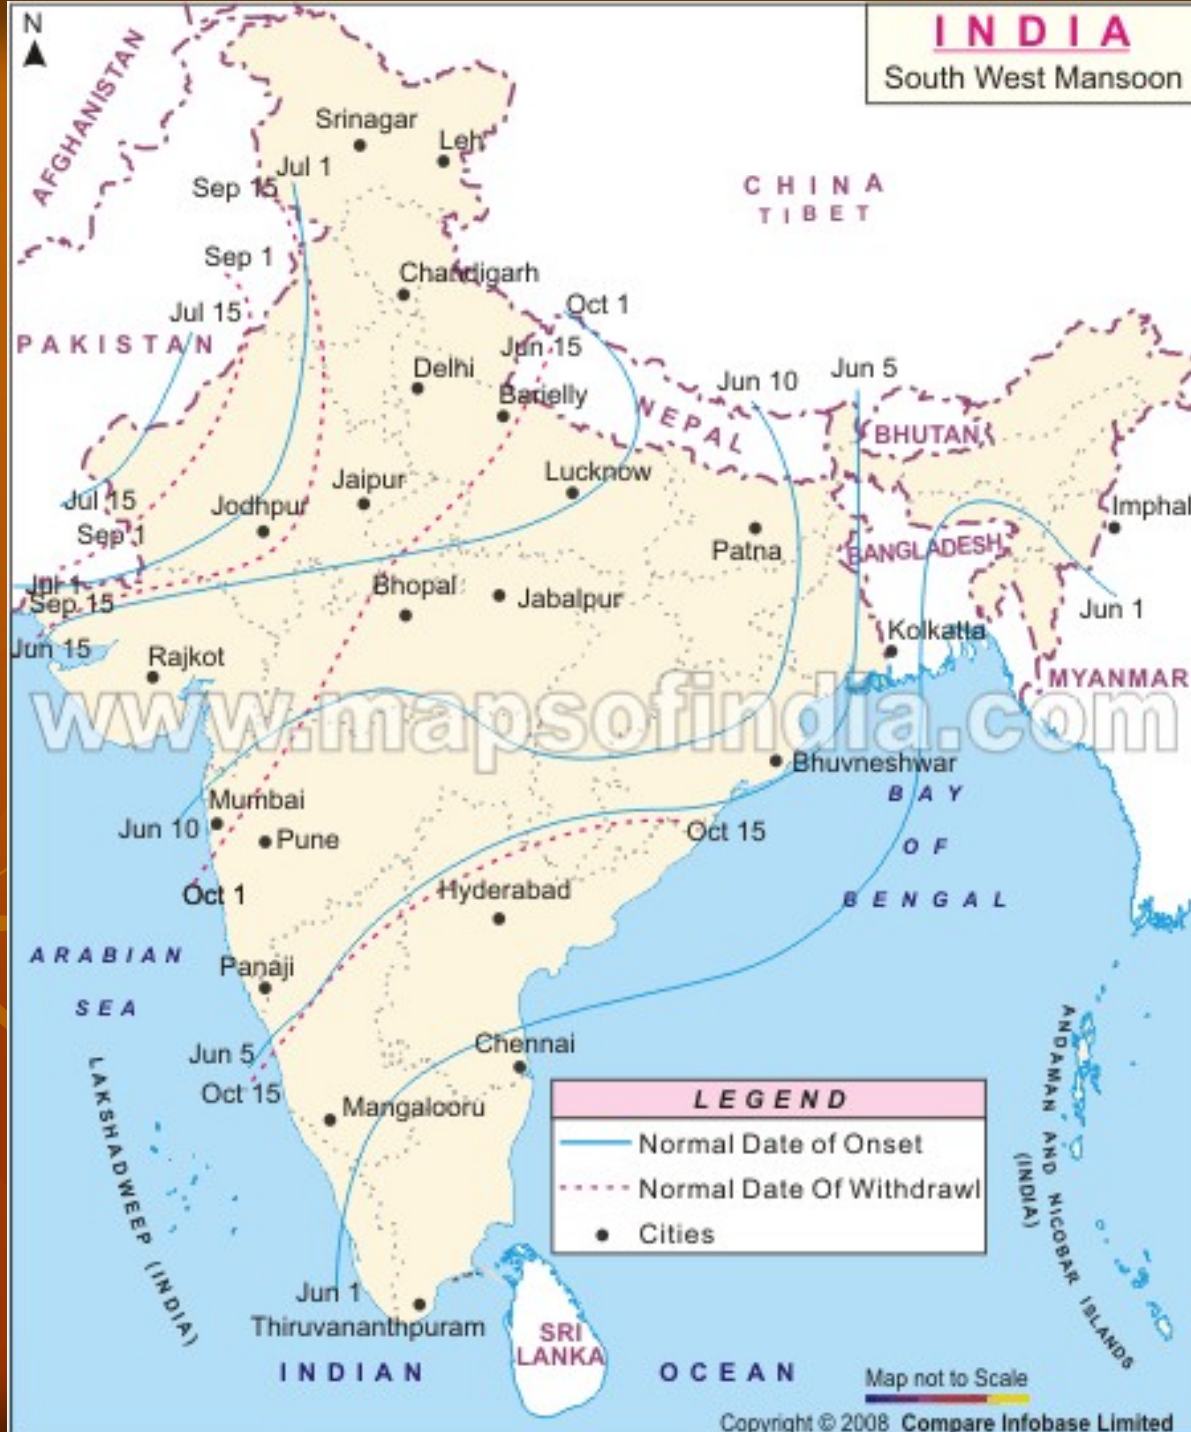 N
INDIA
South West Mansoon
AFGHANISTAN
Srinagar
Leh
Jul 1
Sep 15
CHINA
TIBET
Sep 1
Chandigarh
Jul 15
Oct 1
PAKISTAN
Jun 15
Delhi
Jun 10
Jun 5
Barielly
NEPAL
BHUTAN
Jaipur
Lucknow
Jul 15
Jodhpur
Imphal
Sep 1
Patna
BANGLADESH
Jul 1
Bhopal
Jabalpur
Sep 15
Jun 1
Kolkatta
Jun 15
Rajkot
MYANMAR
www.mapsofindia.com
Bhuvneshwar
BAY
OF
BENGAL
Mumbai
Jun 10
Pune
Oct 15
Oct 1
Hyderabad
ARABIAN
SEA
Panaji
Jun 5
Chennai
Oct 15
Mangalooru
LAKSHADWEEP (INDIA)
ANDAMAN AND NICOBAR ISLANDS
(INDIA)
LEGEND
Normal Date of Onset
Normal Date Of Withdrawl
Cities
Jun 1
Thiruvananthpuram
SRI
LANKA
INDIAN OCEAN
Map not to Scale
Copyright © 2008 Compare Infobase Limited